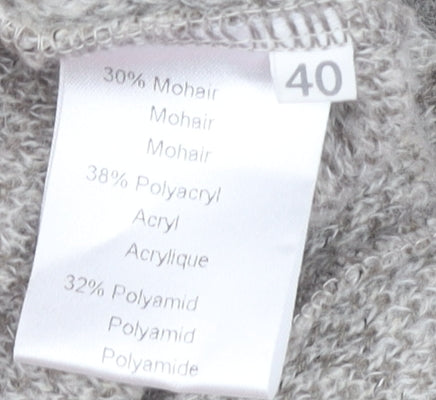 40
30% Mohair
Mohair
Mohair
38% Polyacryl
Acryl
Acrylique
32% Polyamid
Polyamid
Polyamide